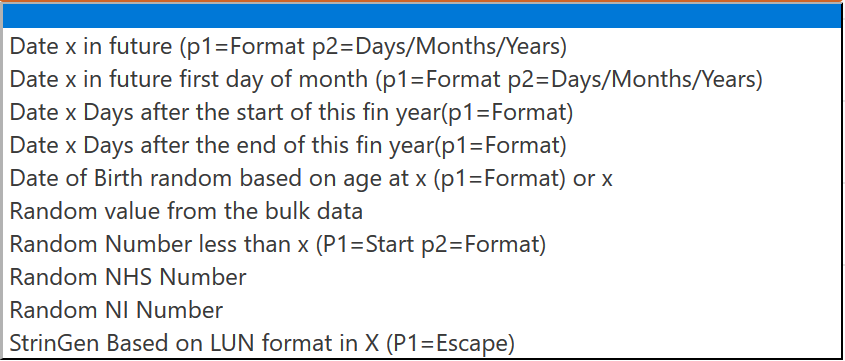 Date x in future (p1=Format p2=Days/Months/Years)
Date x in future first day of month (p1=Format p2=Days/Months/Years)
Date x Days after the start of this fin year(p1=Format)
Date x Days after the end of this fin year(p1=Format)
Date of Birth random based on age at x (p1=Format) or x
Random value from the bulk data
Random Number less than x (P1=Start p2=Format)
Random NHS Number
Random NI Number
StrinGen Based on LUN format in X (P1=Escape)